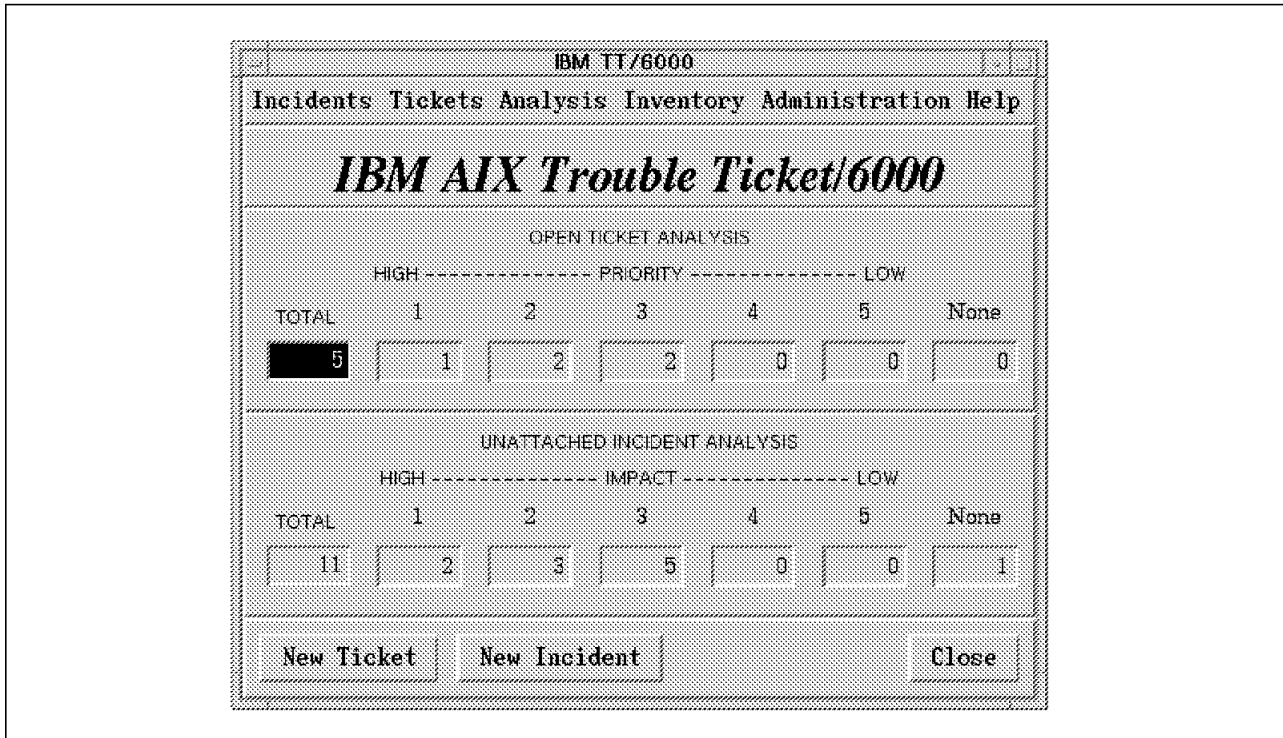 IBM TT/6000
Incidents Tickets Analysis Inventory Administration Help
IBM AIX Trouble Ticket/6000
OPEN TICKET ANALYSIS
HIGH ------------- PRIORITY ------------- LOW
TOTAL 1 2 3 4 5 None
5 1 2 2 0 0 0
UNATTACHED INCIDENT ANALYSIS
HIGH ------------- IMPACT ------------- LOW
TOTAL 1 2 3 4 5 None
11 2 3 5 0 0 1
New Ticket New Incident Close